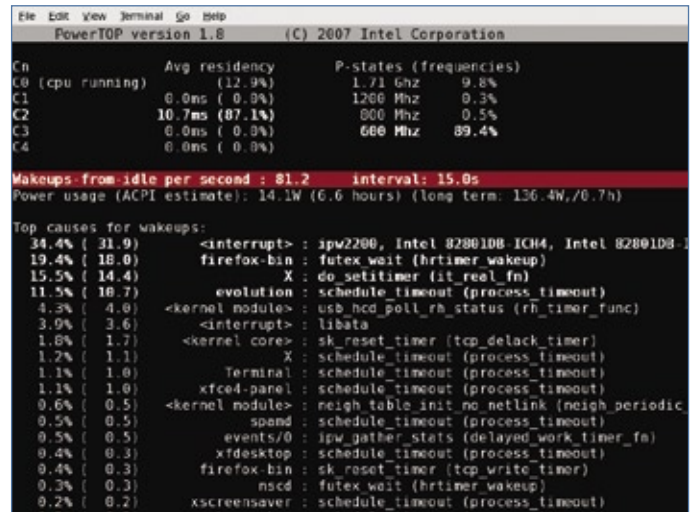 File Edit View Terminal Go Help
PowerTOP version 1.8 (C) 2007 Intel Corporation
Cn Avg residency P-states (frequencies)
C0 (cpu running) (12.9%) 1.71 Ghz 9.8%
C1 0.0ms ( 0.0%) 1200 Mhz 0.3%
C2 10.7ms (87.1%) 800 Mhz 0.5%
C3 0.0ms ( 0.0%) 600 Mhz 89.4%
C4 0.0ms ( 0.0%)
Wakeups-from-idle per second : 81.2 interval: 15.0s
Power usage (ACPI estimate): 14.1W (6.6 hours) (long term: 136.4W,/0.7h)
Top causes for wakeups:
34.4% ( 31.9) <interrupt> : ipw2200, Intel 82801DB-ICH4, Intel 82801DB-
19.4% ( 18.0) firefox-bin : futex_wait (hrtimer_wakeup)
15.5% ( 14.4) X : do_setitimer (it_real_fn)
11.5% ( 10.7) evolution : schedule_timeout (process_timeout)
4.3% ( 4.0) <kernel module> : usb_hcd_poll_rh_status (rh_timer_func)
3.9% ( 3.6) <interrupt> : libata
1.8% ( 1.7) <kernel core> : sk_reset_timer (tcp_delack_timer)
1.2% ( 1.1) X : schedule_timeout (process_timeout)
1.1% ( 1.0) Terminal : schedule_timeout (process_timeout)
1.1% ( 1.0) xfce4-panel : schedule_timeout (process_timeout)
0.6% ( 0.5) <kernel module> : neigh_table_init_no_netlink (neigh_periodic_
0.5% ( 0.5) spamd : schedule_timeout (process_timeout)
0.5% ( 0.5) events/0 : ipw_gather_stats (delayed_work_timer_fn)
0.4% ( 0.3) xfdesktop : schedule_timeout (process_timeout)
0.4% ( 0.3) firefox-bin : sk_reset_timer (tcp_write_timer)
0.3% ( 0.3) nscd : futex_wait (hrtimer_wakeup)
0.2% ( 0.2) xscreensaver : schedule_timeout (process_timeout)